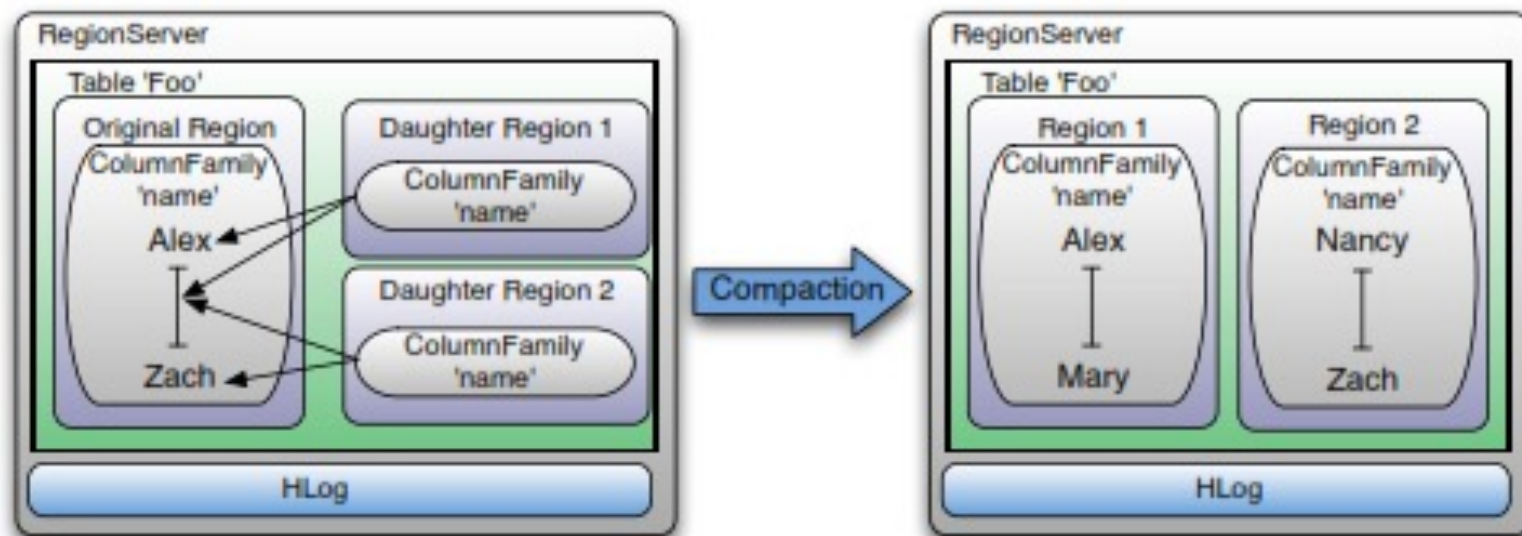 RegionServer
Table 'Foo'
Original Region
ColumnFamily
'name'
Alex
Zach
Daughter Region 1
ColumnFamily
'name'
Daughter Region 2
ColumnFamily
'name'
HLog
Compaction
RegionServer
Table 'Foo'
Region 1
ColumnFamily
'name'
Alex
Mary
Region 2
ColumnFamily
'name'
Nancy
Zach
HLog